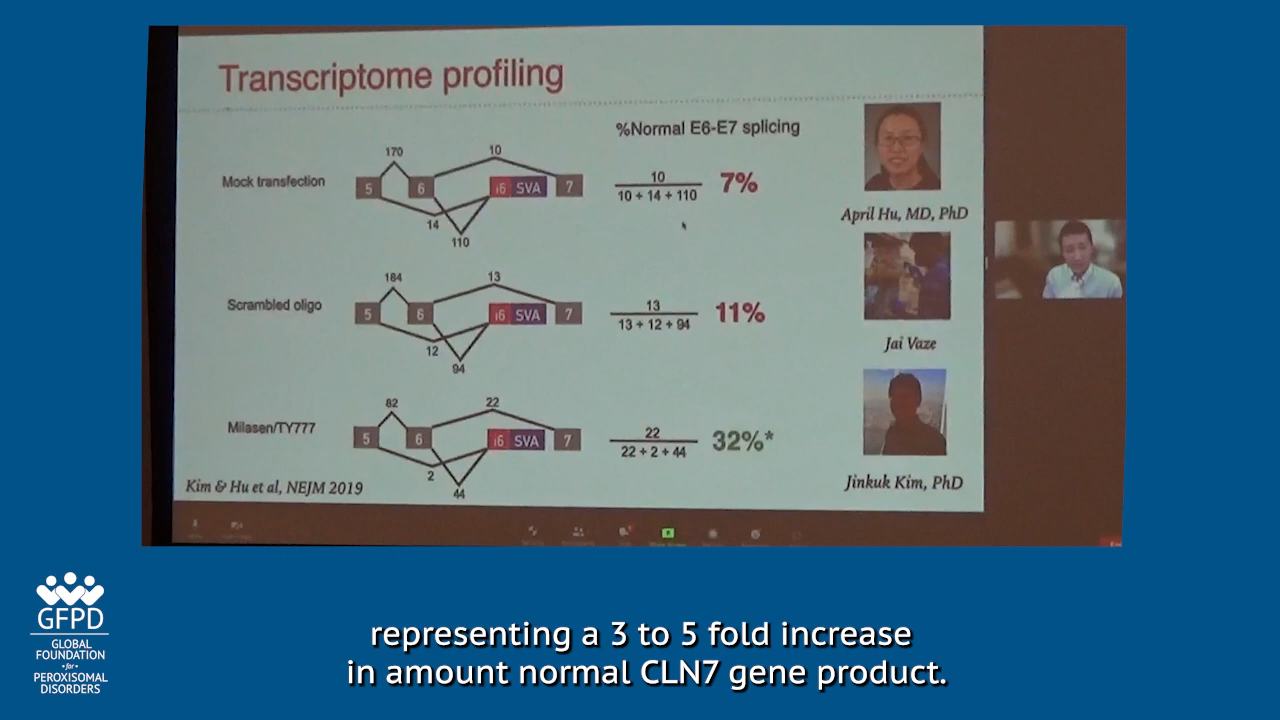 Transcriptome profiling
%Normal E6-E7 splicing
Mock transfection
170
10
5
6
i6
SVA
7
14
110
10
10 + 14 + 110
7%
April Hu, MD, PhD
Scrambled oligo
184
13
5
6
i6
SVA
7
12
94
13
13 + 12 + 94
11%
Jai Vaze
Milasen/TY777
82
22
5
6
i6
SVA
7
2
44
22
22 + 2 + 44
32%*
Jinkuk Kim, PhD
Kim & Hu et al, NEJM 2019
GFPD
GLOBAL
FOUNDATION
for
PEROXISOMAL
DISORDERS
representing a 3 to 5 fold increase
in amount normal CLN7 gene product.